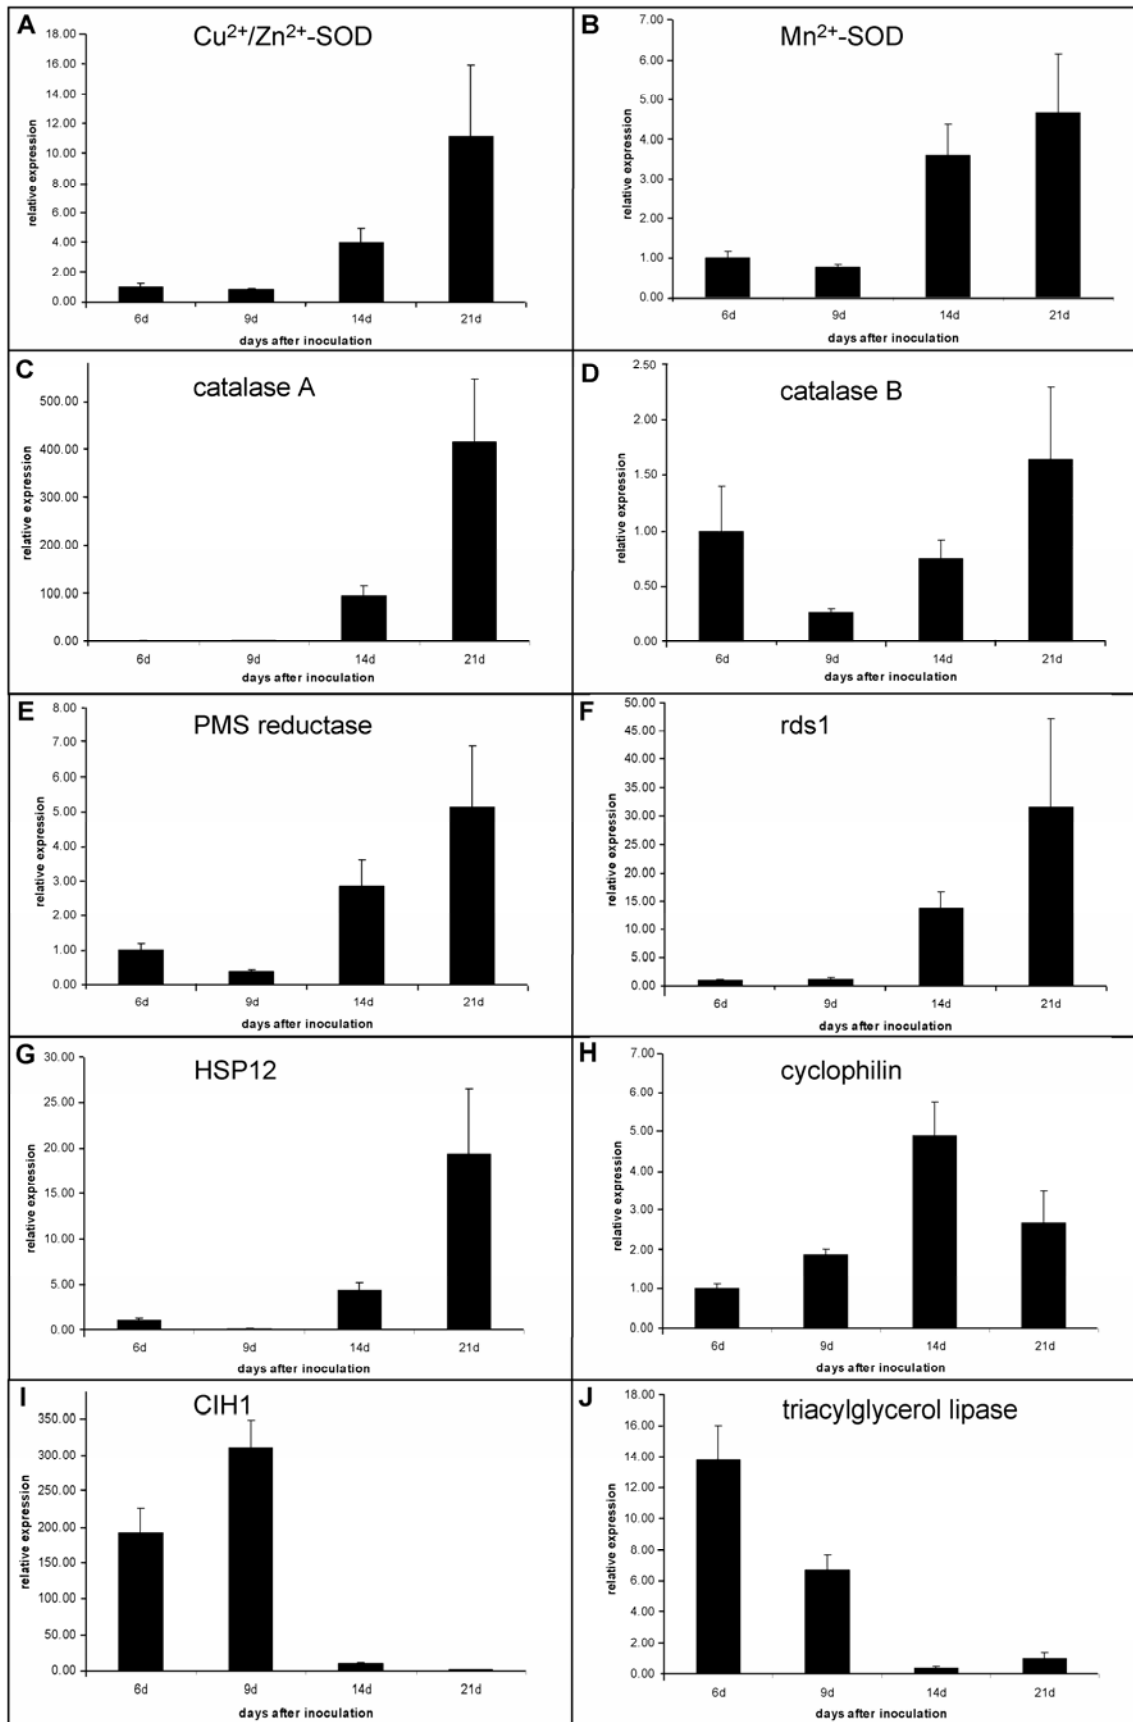 A
Cu²⁺/Zn²⁺-SOD
18.00
16.00
14.00
12.00
10.00
8.00
6.00
4.00
2.00
0.00
relative expression
6d 9d 14d 21d
days after inoculation
B
Mn²⁺-SOD
7.00
6.00
5.00
4.00
3.00
2.00
1.00
0.00
relative expression
6d 9d 14d 21d
days after inoculation
C
catalase A
500.00
400.00
300.00
200.00
100.00
0.00
relative expression
6d 9d 14d 21d
days after inoculation
D
catalase B
2.50
2.00
1.50
1.00
0.50
0.00
relative expression
6d 9d 14d 21d
days after inoculation
E
PMS reductase
8.00
7.00
6.00
5.00
4.00
3.00
2.00
1.00
0.00
relative expression
6d 9d 14d 21d
days after inoculation
F
rds1
50.00
45.00
40.00
35.00
30.00
25.00
20.00
15.00
10.00
5.00
0.00
relative expression
6d 9d 14d 21d
days after inoculation
G
HSP12
30.00
25.00
20.00
15.00
10.00
5.00
0.00
relative expression
6d 9d 14d 21d
days after inoculation
H
cyclophilin
7.00
6.00
5.00
4.00
3.00
2.00
1.00
0.00
relative expression
6d 9d 14d 21d
days after inoculation
I
CIH1
350.00
300.00
250.00
200.00
150.00
100.00
50.00
0.00
relative expression
6d 9d 14d 21d
days after inoculation
J
triacylglycerol lipase
18.00
16.00
14.00
12.00
10.00
8.00
6.00
4.00
2.00
0.00
relative expression
6d 9d 14d 21d
days after inoculation